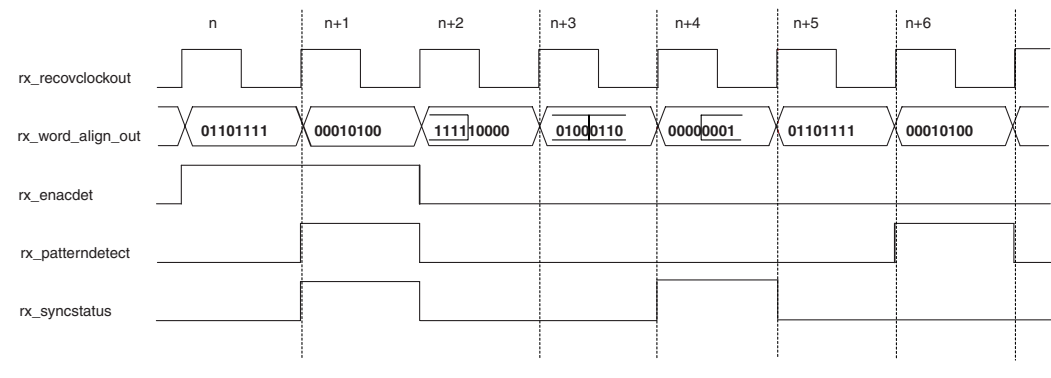 n n+1 n+2 n+3 n+4 n+5 n+6
rx_recovclockout
rx_word_align_out 01101111 00010100 111110000 01000110 00000001 01101111 00010100
rx_enacdet
rx_patterndetect
rx_syncstatus